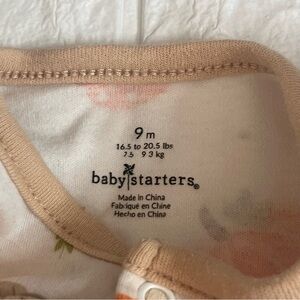 9 m
16.5 to 20.5 lbs
7.5 9.3 kg
baby starters®
Made in China
Fabriqué en Chine
Hecho en China